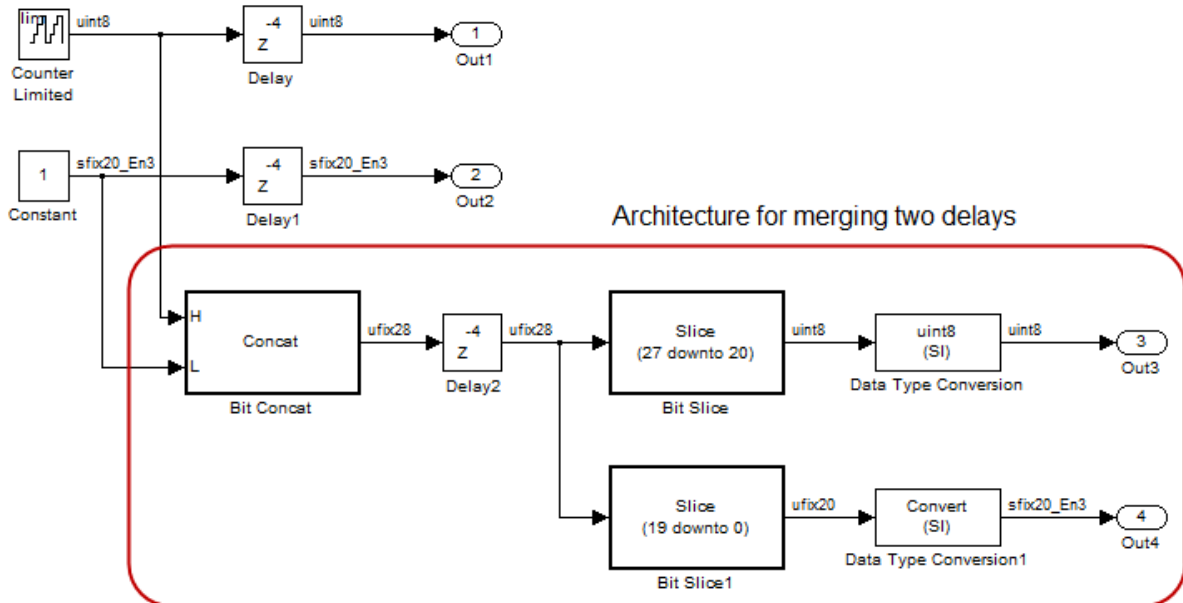 lim
uint8
-4
Z
uint8
1
Out1
Counter
Limited
Delay
1
sfix20_En3
-4
Z
sfix20_En3
2
Out2
Constant
Delay1
Architecture for merging two delays
H
L
Concat
ufix28
-4
Z
ufix28
Slice
(27 downto 20)
uint8
uint8
(SI)
uint8
3
Out3
Bit Concat
Delay2
Bit Slice
Data Type Conversion
Slice
(19 downto 0)
ufix20
Convert
(SI)
sfix20_En3
4
Out4
Bit Slice1
Data Type Conversion1